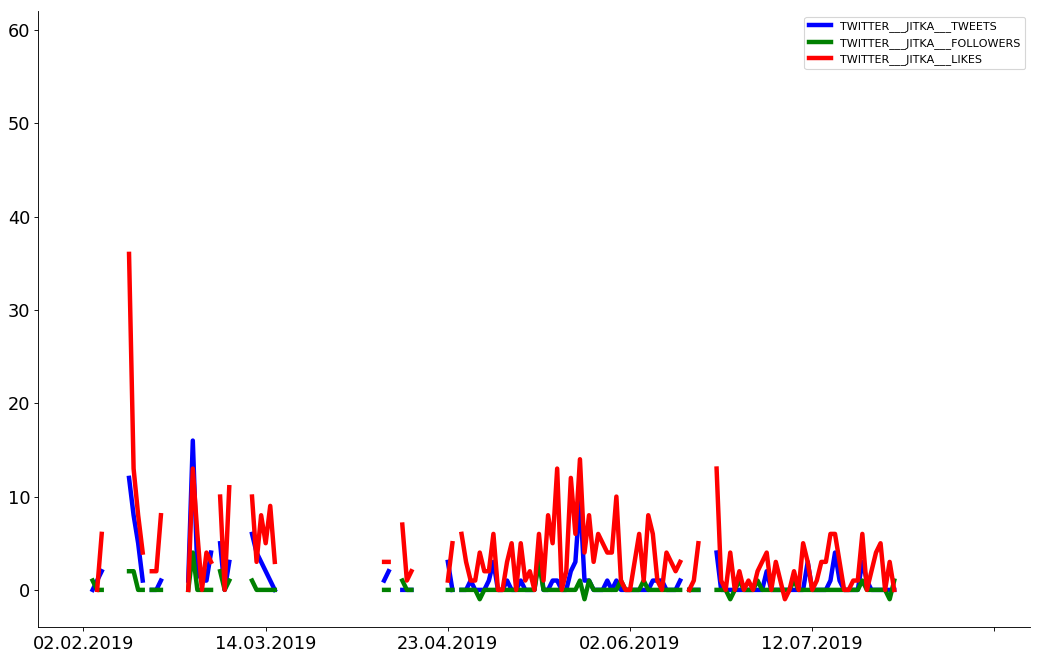 TWITTER___JITKA___TWEETS
TWITTER___JITKA___FOLLOWERS
TWITTER___JITKA___LIKES
60
50
40
30
20
10
0
02.02.2019 14.03.2019 23.04.2019 02.06.2019 12.07.2019